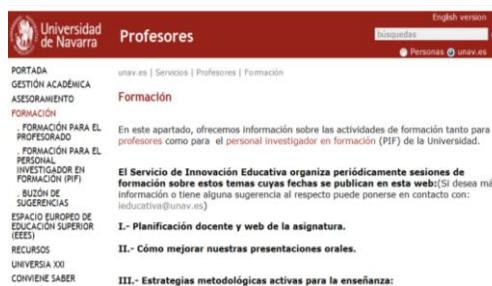 Universidad
de Navarra
Profesores
English version
búsquedas
Personas unav.es
PORTADA
GESTIÓN ACADÉMICA
ASESORAMIENTO
FORMACIÓN
. FORMACIÓN PARA EL
PROFESORADO
. FORMACIÓN PARA EL
PERSONAL
INVESTIGADOR EN
FORMACIÓN (PIF)
. BUZÓN DE
SUGERENCIAS
ESPACIO EUROPEO DE
EDUCACIÓN SUPERIOR
(EEES)
RECURSOS
UNIVERSIA XXI
CONVIENE SABER
unav.es | Servicios | Profesores | Formación
Formación
En este apartado, ofrecemos información sobre las actividades de formación tanto para
profesores como para el personal investigador en formación (PIF) de la Universidad.
El Servicio de Innovación Educativa organiza periódicamente sesiones de
formación sobre estos temas cuyas fechas se publican en esta web:(Si desea má
información o tiene alguna sugerencia al respecto puede ponerse en contacto con:
ieducativa@unav.es)
I.- Planificación docente y web de la asignatura.
II.- Cómo mejorar nuestras presentaciones orales.
III.- Estrategias metodológicas activas para la enseñanza: